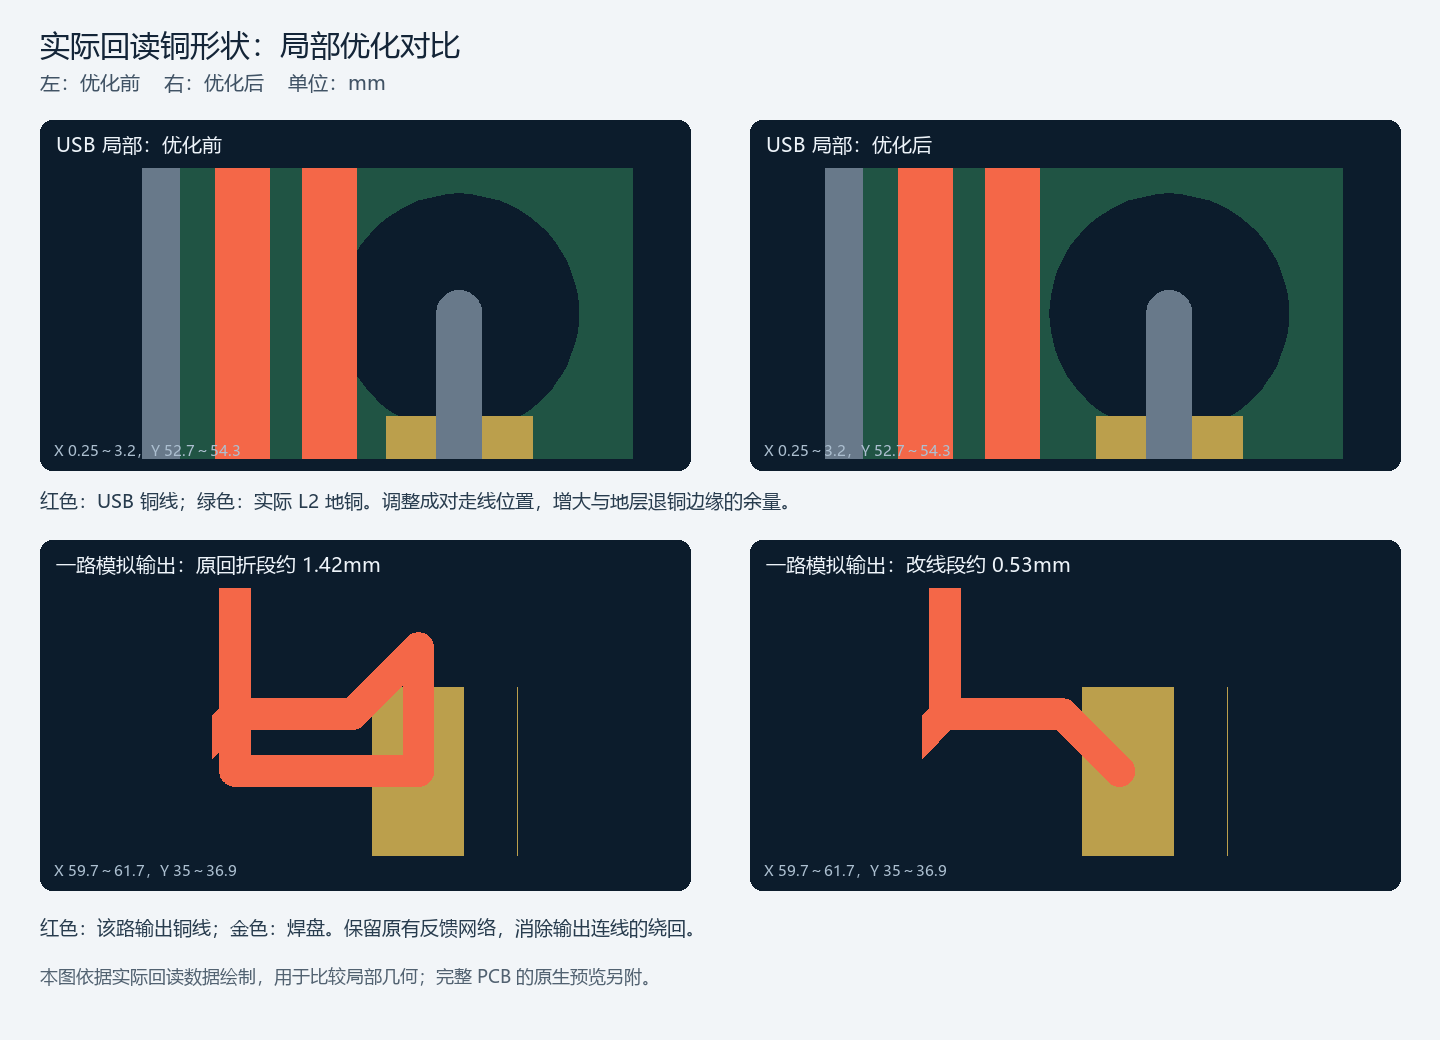 实际回读铜形状：局部优化对比
左：优化前 右：优化后 单位：mm
USB 局部：优化前
USB 局部：优化后
X 0.25～3.2，Y 52.7～54.3
X 0.25～3.2，Y 52.7～54.3
红色：USB 铜线；绿色：实际 L2 地铜。调整成对走线位置，增大与地层退铜边缘的余量。
一路模拟输出：原回折段约 1.42mm
一路模拟输出：改线段约 0.53mm
X 59.7～61.7，Y 35～36.9
X 59.7～61.7，Y 35～36.9
红色：该路输出铜线；金色：焊盘。保留原有反馈网络，消除输出连线的绕回。
本图依据实际回读数据绘制，用于比较局部几何；完整 PCB 的原生预览另附。